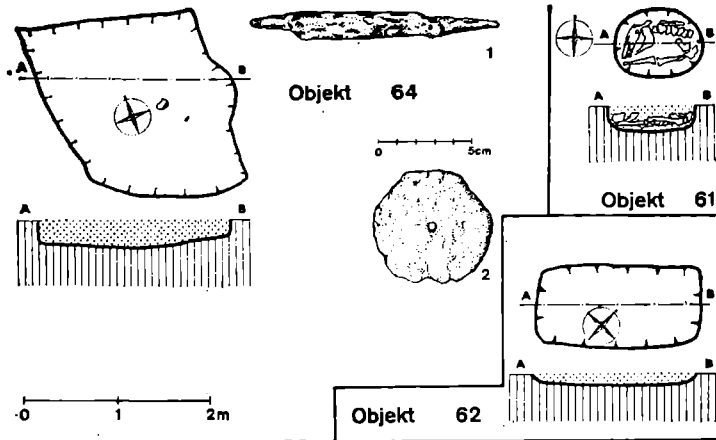 A B
1
Objekt 64
0 5cm
2
A B
-0 1 2m
A B
A B
Objekt 61
A B
A B
Objekt 62